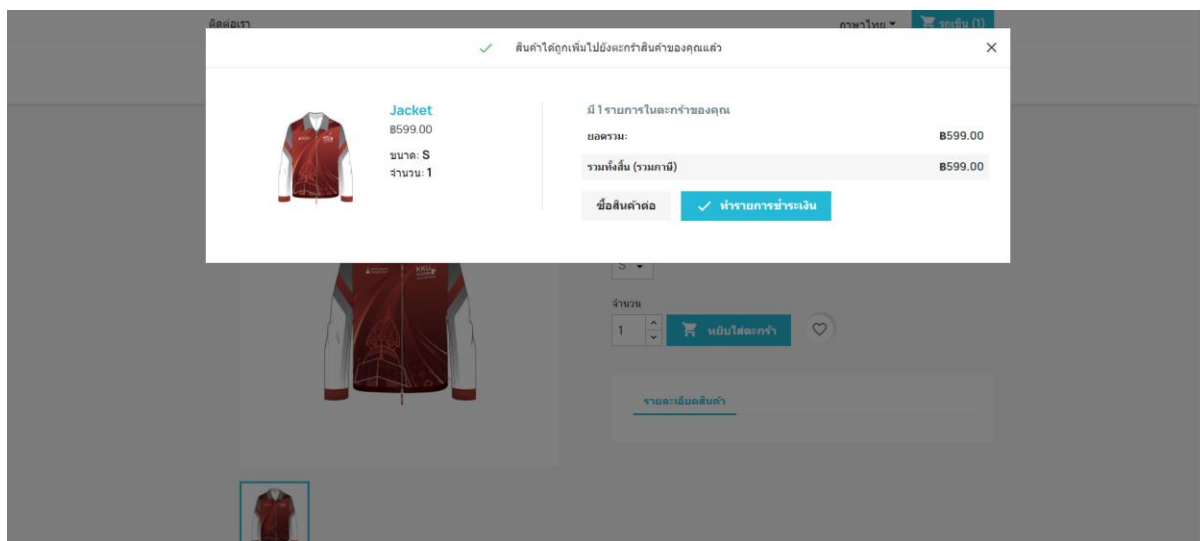 ติดต่อเรา
ภาษาไทย
รถเข็น (1)
สินค้าได้ถูกเพิ่มไปยังตะกร้าสินค้าของคุณแล้ว
Jacket
฿599.00
ขนาด: S
จำนวน: 1
มี 1 รายการในตะกร้าของคุณ
ยอดรวม: ฿599.00
รวมทั้งสิ้น (รวมภาษี) ฿599.00
ซื้อสินค้าต่อ
ทำรายการชำระเงิน
KKU
S
จำนวน
1
หยิบใส่ตะกร้า
รายละเอียดสินค้า